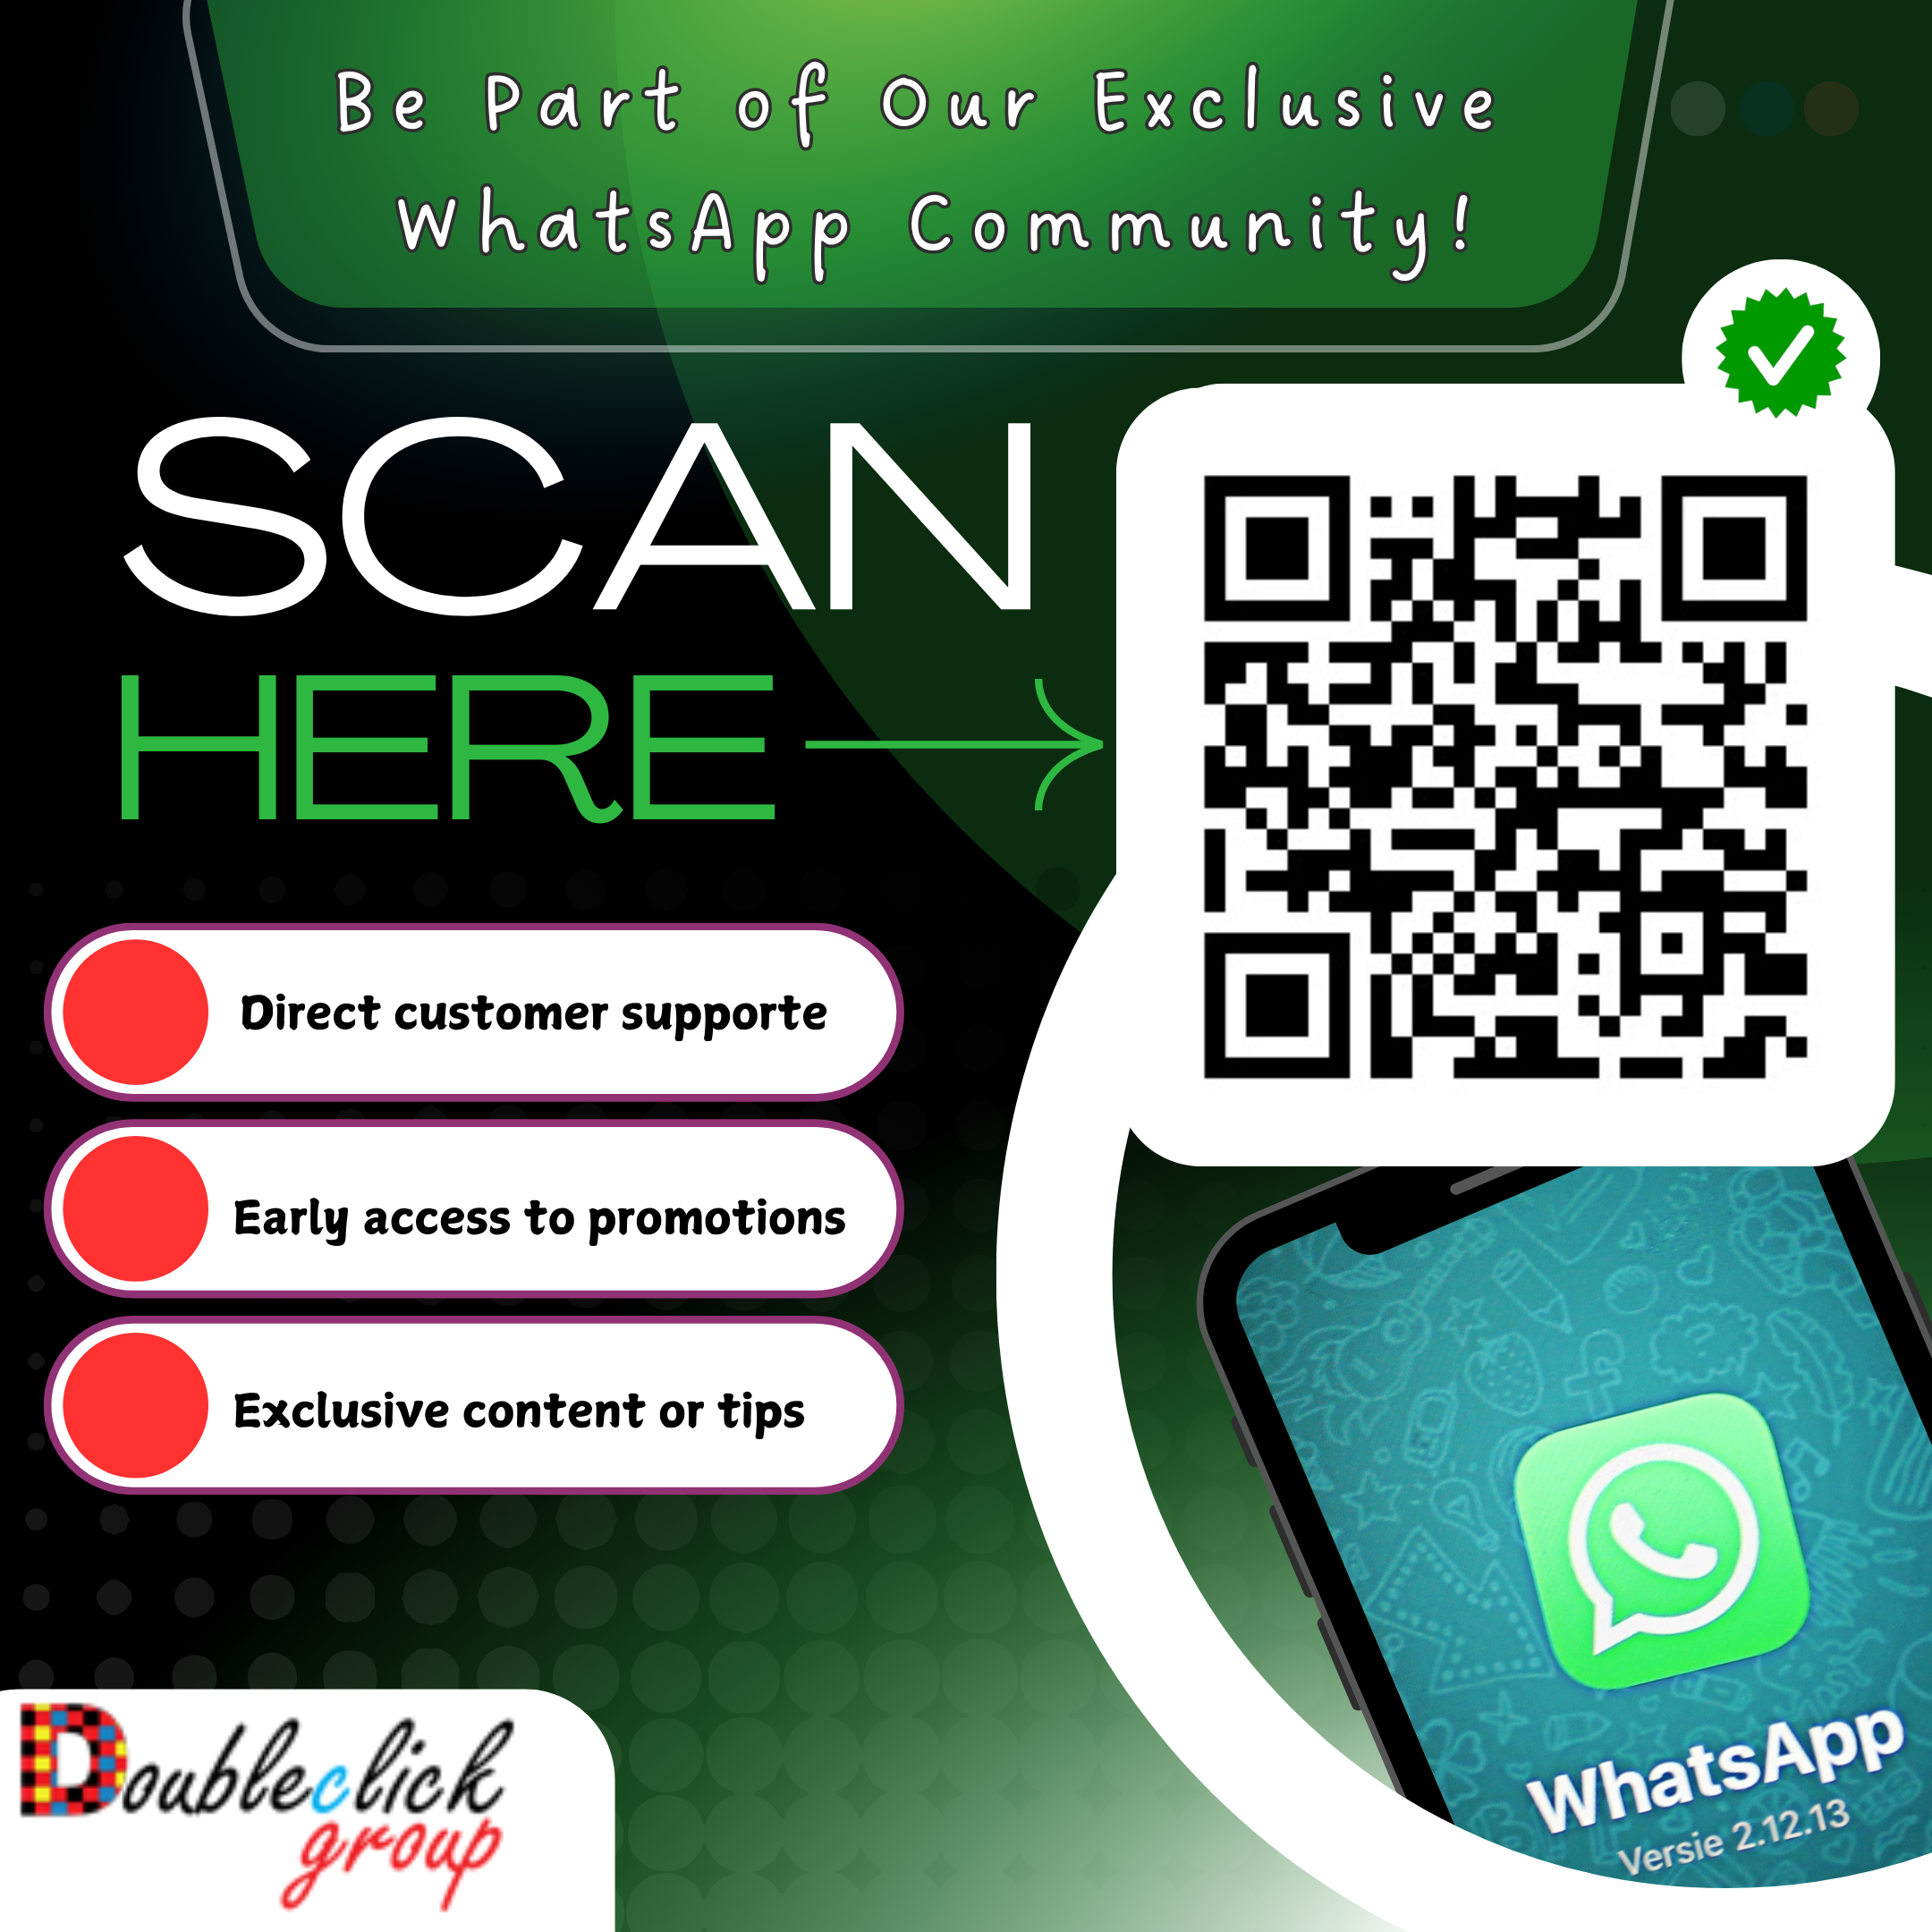 Be Part of Our Exclusive
WhatsApp Community!
SCAN
HERE
Direct customer supporte
Early access to promotions
Exclusive content or tips
Doubleclick
group
WhatsApp
Versie 2.12.13